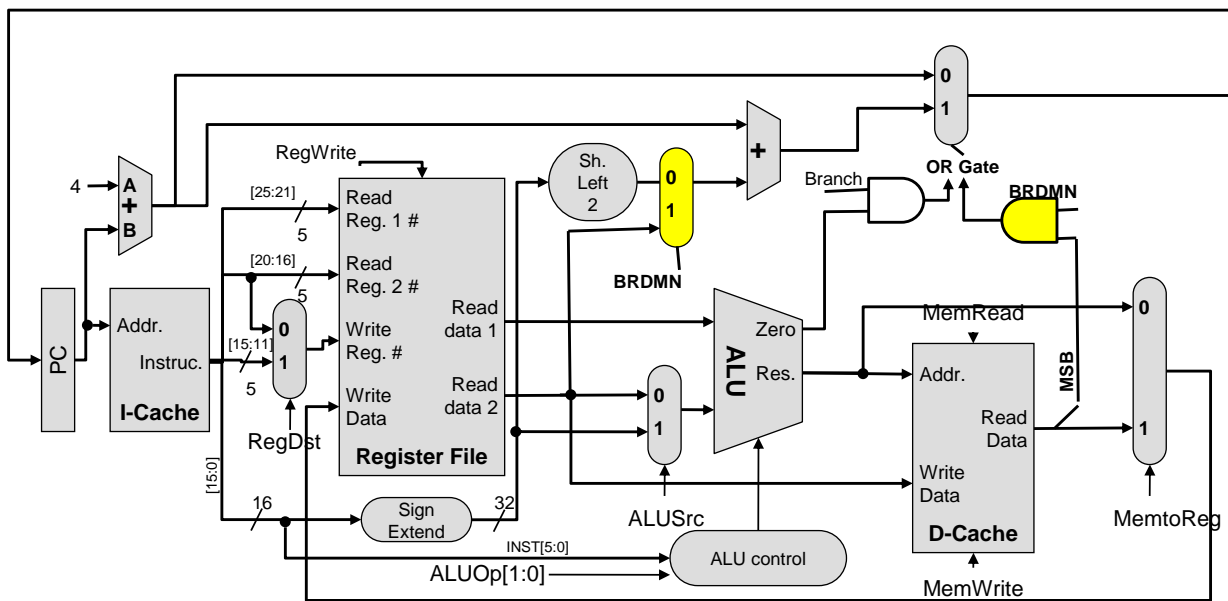 0
1
RegWrite
Sh.
Left
2
0
1
+
Branch
OR Gate
BRDMN
4
A
+
B
[25:21]
5
Read
Reg. 1 #
[20:16]
5
Read
Reg. 2 #
BRDMN
MemRead
0
PC
Addr.
Instruc.
I-Cache
[15:11]
5
0
1
RegDst
Write
Reg. #
Write
Data
Read
data 1
Read
data 2
Register File
0
1
ALUSrc
ALU
Zero
Res.
Addr.
Read
Data
Write
Data
D-Cache
MSB
1
MemtoReg
[15:0]
16
Sign
Extend
32
INST[5:0]
ALUOp[1:0]
ALU control
MemWrite